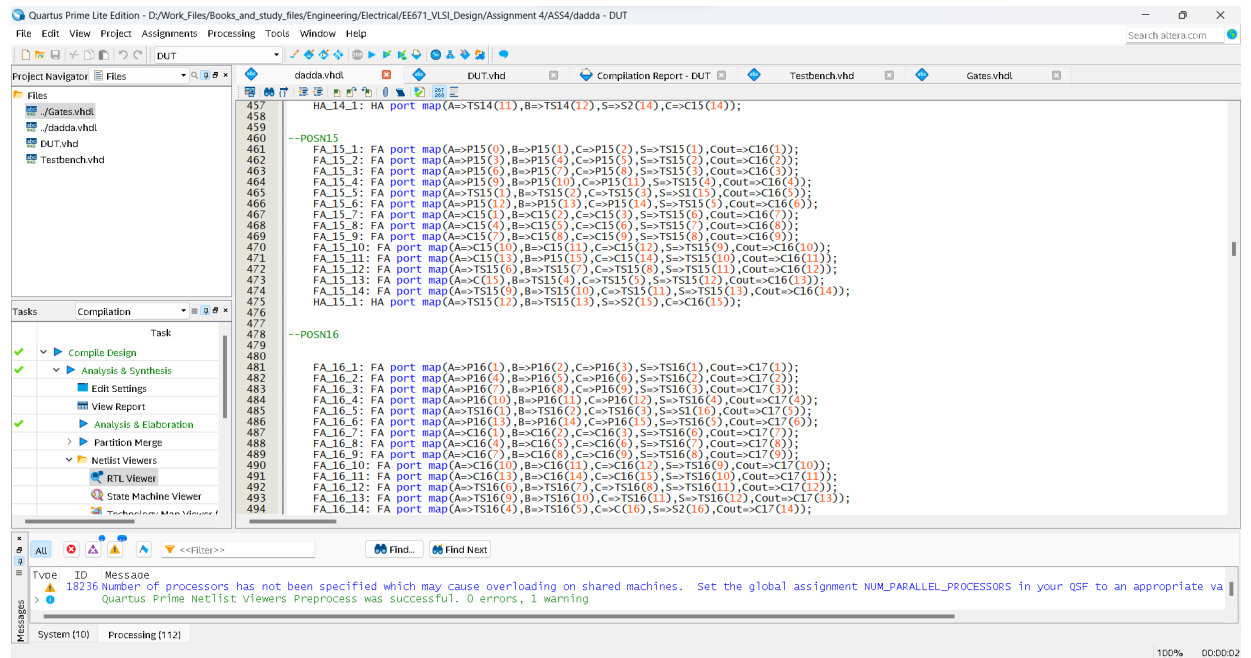 Quartus Prime Lite Edition - D:/Work_Files/Books_and_study_files/Engineering/Electrical/EE671_VLSI_Design/Assignment 4/ASS4/dadda - DUT
File Edit View Project Assignments Processing Tools Window Help
Search altera.com
DUT
Project Navigator Files
dadda.vhdl DUT.vhd Compilation Report - DUT Testbench.vhd Gates.vhdl
Files
../Gates.vhdl
../dadda.vhdl
DUT.vhd
Testbench.vhd
457 HA_14_1: HA port map(A=>TS14(11),B=>TS14(12),S=>S2(14),C=>C15(14));
458
459
460 --POSN15
461 FA_15_1: FA port map(A=>P15(0),B=>P15(1),C=>P15(2),S=>TS15(1),Cout=>C16(1));
462 FA_15_2: FA port map(A=>P15(3),B=>P15(4),C=>P15(5),S=>TS15(2),Cout=>C16(2));
463 FA_15_3: FA port map(A=>P15(6),B=>P15(7),C=>P15(8),S=>TS15(3),Cout=>C16(3));
464 FA_15_4: FA port map(A=>P15(9),B=>P15(10),C=>P15(11),S=>TS15(4),Cout=>C16(4));
465 FA_15_5: FA port map(A=>TS15(1),B=>TS15(2),C=>TS15(3),S=>S1(15),Cout=>C16(5));
466 FA_15_6: FA port map(A=>P15(12),B=>P15(13),C=>P15(14),S=>TS15(5),Cout=>C16(6));
467 FA_15_7: FA port map(A=>C15(1),B=>C15(2),C=>C15(3),S=>TS15(6),Cout=>C16(7));
468 FA_15_8: FA port map(A=>C15(4),B=>C15(5),C=>C15(6),S=>TS15(7),Cout=>C16(8));
469 FA_15_9: FA port map(A=>C15(7),B=>C15(8),C=>C15(9),S=>TS15(8),Cout=>C16(9));
470 FA_15_10: FA port map(A=>C15(10),B=>C15(11),C=>C15(12),S=>TS15(9),Cout=>C16(10));
471 FA_15_11: FA port map(A=>C15(13),B=>P15(15),C=>C15(14),S=>TS15(10),Cout=>C16(11));
472 FA_15_12: FA port map(A=>TS15(6),B=>TS15(7),C=>TS15(8),S=>TS15(11),Cout=>C16(12));
473 FA_15_13: FA port map(A=>C(15),B=>TS15(4),C=>TS15(5),S=>TS15(12),Cout=>C16(13));
474 FA_15_14: FA port map(A=>TS15(9),B=>TS15(10),C=>TS15(11),S=>TS15(13),Cout=>C16(14));
475 HA_15_1: HA port map(A=>TS15(12),B=>TS15(13),S=>S2(15),C=>C16(15));
476
477
478 --POSN16
479
480
481 FA_16_1: FA port map(A=>P16(1),B=>P16(2),C=>P16(3),S=>TS16(1),Cout=>C17(1));
482 FA_16_2: FA port map(A=>P16(4),B=>P16(5),C=>P16(6),S=>TS16(2),Cout=>C17(2));
483 FA_16_3: FA port map(A=>P16(7),B=>P16(8),C=>P16(9),S=>TS16(3),Cout=>C17(3));
484 FA_16_4: FA port map(A=>P16(10),B=>P16(11),C=>P16(12),S=>TS16(4),Cout=>C17(4));
485 FA_16_5: FA port map(A=>TS16(1),B=>TS16(2),C=>TS16(3),S=>S1(16),Cout=>C17(5));
486 FA_16_6: FA port map(A=>P16(13),B=>P16(14),C=>P16(15),S=>TS16(5),Cout=>C17(6));
487 FA_16_7: FA port map(A=>C16(1),B=>C16(2),C=>C16(3),S=>TS16(6),Cout=>C17(7));
488 FA_16_8: FA port map(A=>C16(4),B=>C16(5),C=>C16(6),S=>TS16(7),Cout=>C17(8));
489 FA_16_9: FA port map(A=>C16(7),B=>C16(8),C=>C16(9),S=>TS16(8),Cout=>C17(9));
490 FA_16_10: FA port map(A=>C16(10),B=>C16(11),C=>C16(12),S=>TS16(9),Cout=>C17(10));
491 FA_16_11: FA port map(A=>C16(13),B=>C16(14),C=>C16(15),S=>TS16(10),Cout=>C17(11));
492 FA_16_12: FA port map(A=>TS16(6),B=>TS16(7),C=>TS16(8),S=>TS16(11),Cout=>C17(12));
493 FA_16_13: FA port map(A=>TS16(9),B=>TS16(10),C=>TS16(11),S=>TS16(12),Cout=>C17(13));
494 FA_16_14: FA port map(A=>TS16(4),B=>TS16(5),C=>C(16),S=>S2(16),Cout=>C17(14));
Tasks Compilation
Task
Compile Design
Analysis & Synthesis
Edit Settings
View Report
Analysis & Elaboration
Partition Merge
Netlist Viewers
RTL Viewer
State Machine Viewer
Technology Map Viewer (
All <<Filter>> Find... Find Next
Type ID Message
18236 Number of processors has not been specified which may cause overloading on shared machines. Set the global assignment NUM_PARALLEL_PROCESSORS in your QSF to an appropriate va
Quartus Prime Netlist Viewers Preprocess was successful. 0 errors, 1 warning
Messages
System (10) Processing (112)
100% 00:00:02